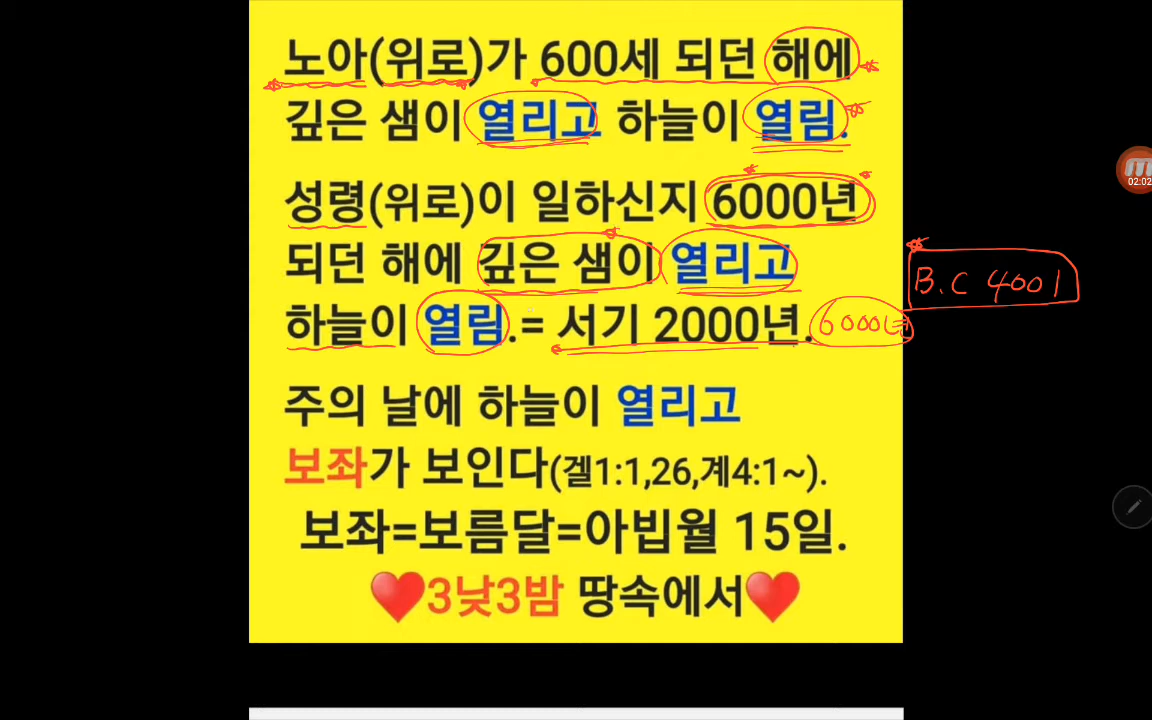 노아(위로)가 600세 되던 해에
깊은 샘이 열리고 하늘이 열림.
성령(위로)이 일하신지 6000년
되던 해에 깊은 샘이 열리고
하늘이 열림.= 서기 2000년.
6000년
B.C 4001
주의 날에 하늘이 열리고
보좌가 보인다(겔1:1,26,계4:1~).
보좌=보름달=아빕월 15일.
♥3낮3밤 땅속에서♥
02:02